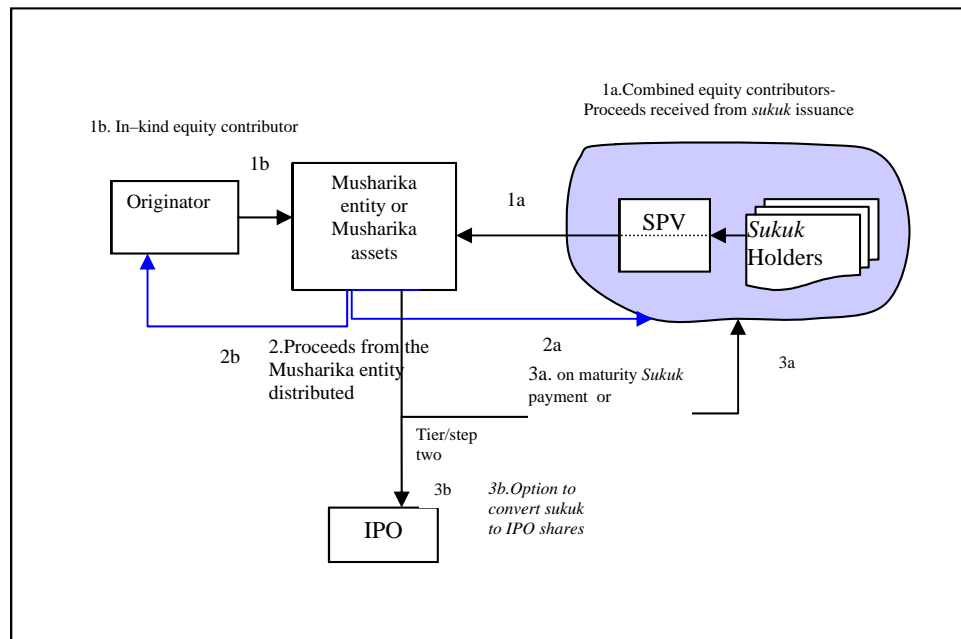 1a.Combined equity contributors-
Proceeds received from sukuk issuance
1b. In–kind equity contributor
1b
Originator
Musharika
entity or
Musharika
assets
1a
SPV
Sukuk
Holders
2b
2.Proceeds from the
Musharika entity
distributed
2a
3a. on maturity Sukuk
payment or
3a
Tier/step
two
3b
3b.Option to
convert sukuk
to IPO shares
IPO